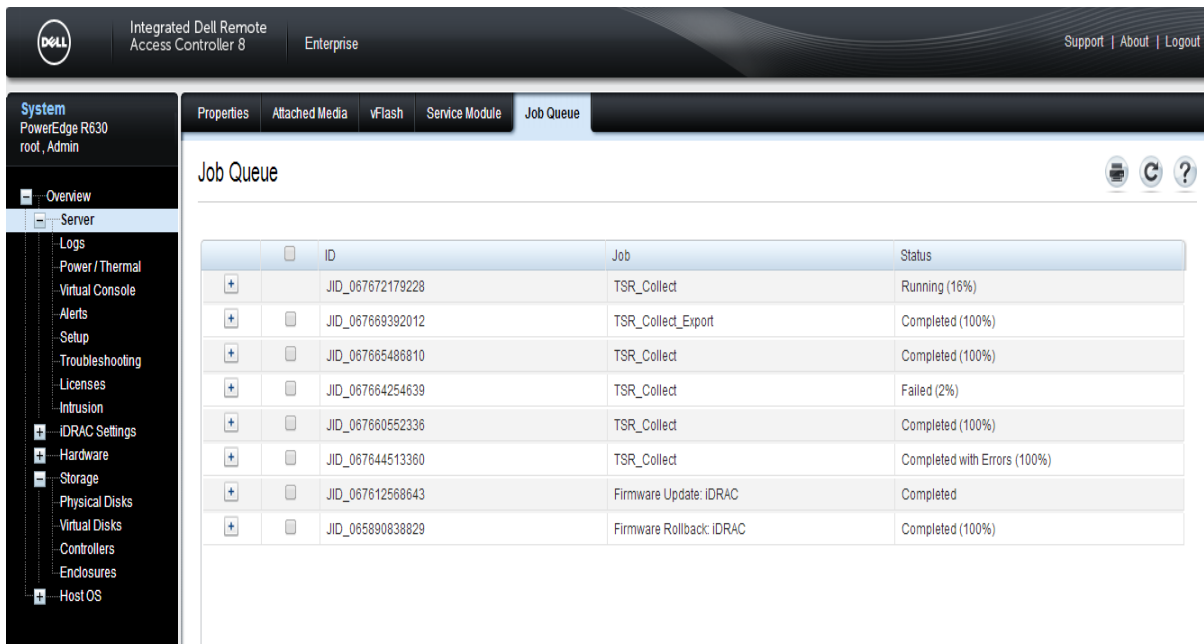 DELL
Integrated Dell Remote
Access Controller 8
Enterprise
Support | About | Logout
System
PowerEdge R630
root , Admin
Overview
Server
Logs
Power / Thermal
Virtual Console
Alerts
Setup
Troubleshooting
Licenses
Intrusion
iDRAC Settings
Hardware
Storage
Physical Disks
Virtual Disks
Controllers
Enclosures
Host OS
Properties Attached Media vFlash Service Module Job Queue
Job Queue
ID Job Status
JID_067672179228 TSR_Collect Running (16%)
JID_067669392012 TSR_Collect_Export Completed (100%)
JID_067665486810 TSR_Collect Completed (100%)
JID_067664254639 TSR_Collect Failed (2%)
JID_067660552336 TSR_Collect Completed (100%)
JID_067644513360 TSR_Collect Completed with Errors (100%)
JID_067612568643 Firmware Update: iDRAC Completed
JID_065890838829 Firmware Rollback: iDRAC Completed (100%)